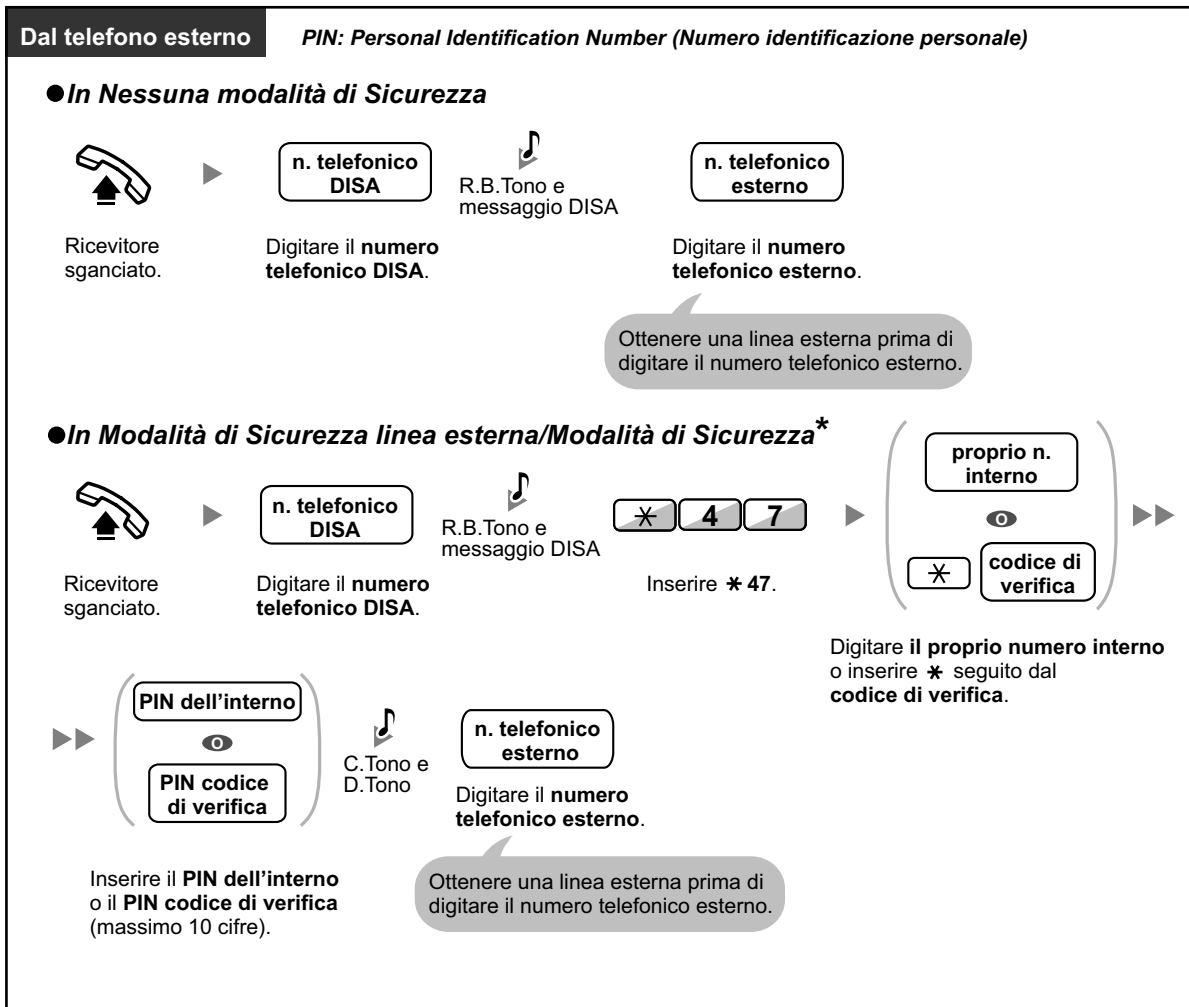 Dal telefono esterno
PIN: Personal Identification Number (Numero identificazione personale)
●In Nessuna modalità di Sicurezza
n. telefonico
DISA
n. telefonico
esterno
R.B.Tono e
messaggio DISA
Ricevitore
sganciato.
Digitare il numero
telefonico DISA.
Digitare il numero
telefonico esterno.
Ottenere una linea esterna prima di
digitare il numero telefonico esterno.
●In Modalità di Sicurezza linea esterna/Modalità di Sicurezza*
n. telefonico
DISA
R.B.Tono e
messaggio DISA
* 4 7
proprio n.
interno
o
* codice di
verifica
Ricevitore
sganciato.
Digitare il numero
telefonico DISA.
Inserire * 47.
Digitare il proprio numero interno
o inserire * seguito dal
codice di verifica.
PIN dell'interno
o
PIN codice
di verifica
C.Tono e
D.Tono
n. telefonico
esterno
Digitare il numero
telefonico esterno.
Inserire il PIN dell'interno
o il PIN codice di verifica
(massimo 10 cifre).
Ottenere una linea esterna prima di
digitare il numero telefonico esterno.